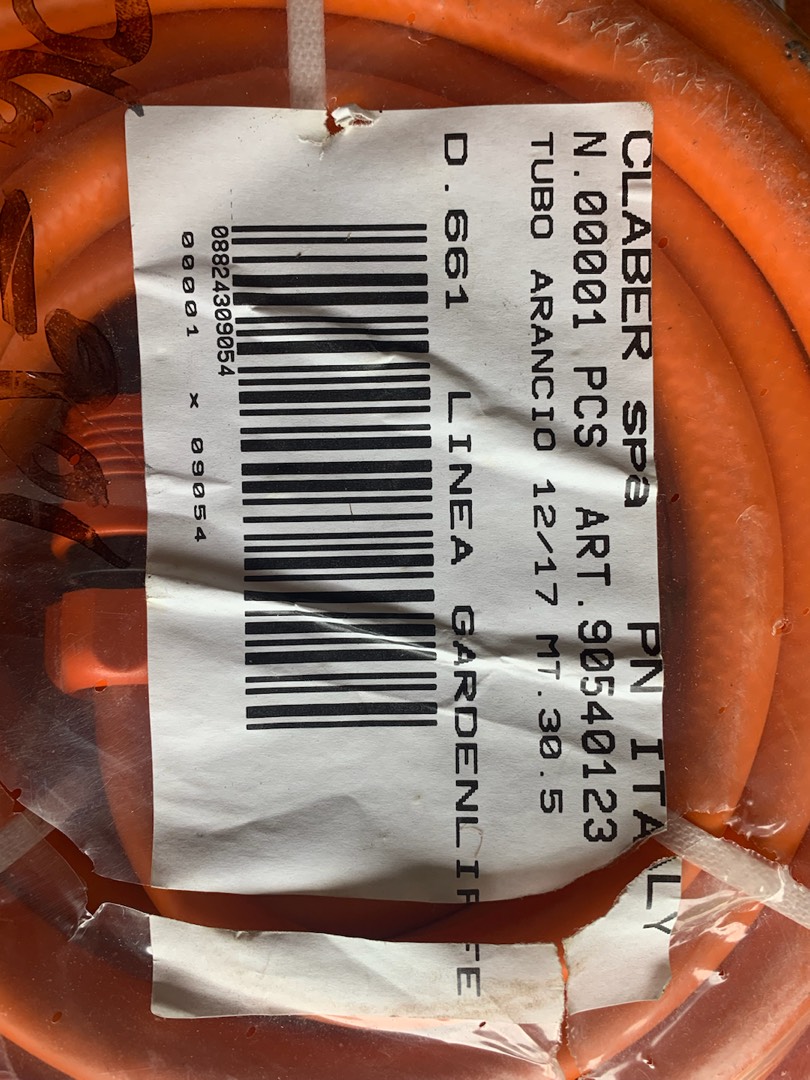 CLABER SPA PN ITALY
N.00001 PCS ART.90540123
TUBO ARANCIO 12/17 MT.30.5
D.661 LINEA GARDENLIFE
08824309054
00001 x 09054